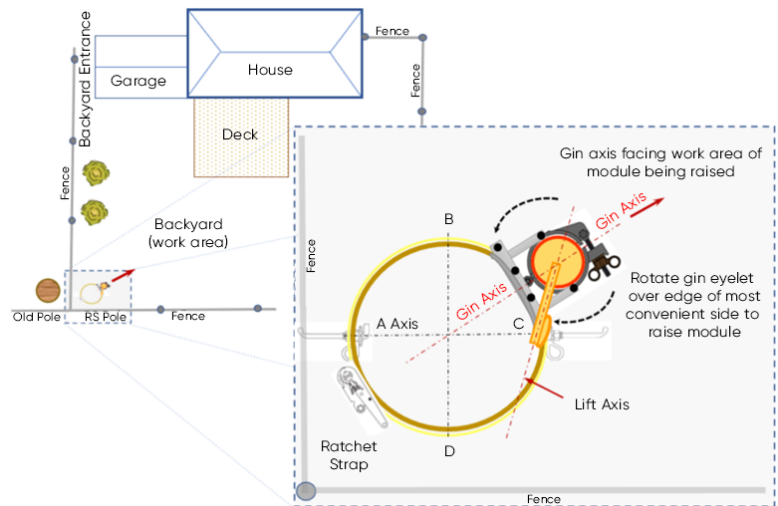 Backyard Entrance
Fence
House
Garage
Fence
Deck
Fence
Gin axis facing work area of
module being raised
Backyard
(work area)
B
Gin Axis
Fence
Rotate gin eyelet
over edge of most
convenient side to
raise module
Gin Axis
A Axis
C
Old Pole
RS Pole
Fence
Lift Axis
Ratchet
Strap
D
Fence